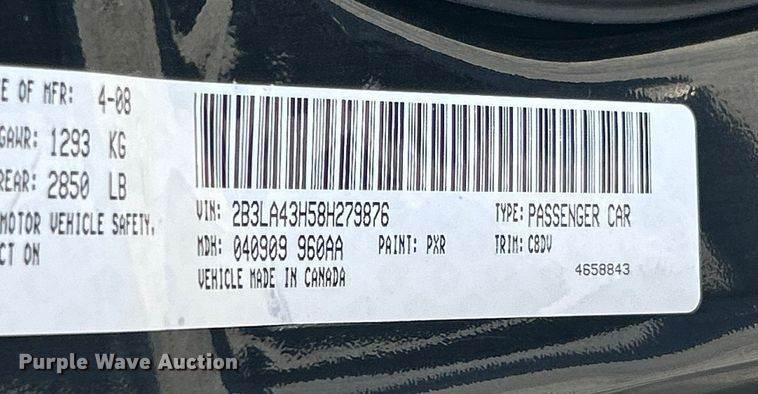 E OF MFR: 4-08
GAWR: 1293 KG
REAR: 2850 LB
MOTOR VEHICLE SAFETY,
CT ON
VIN: 2B3LA43H58H279876
TYPE: PASSENGER CAR
MDH: 040909 960AA
PAINT: PXR
TRIM: C8DV
VEHICLE MADE IN CANADA
4658843
Purple Wave Auction